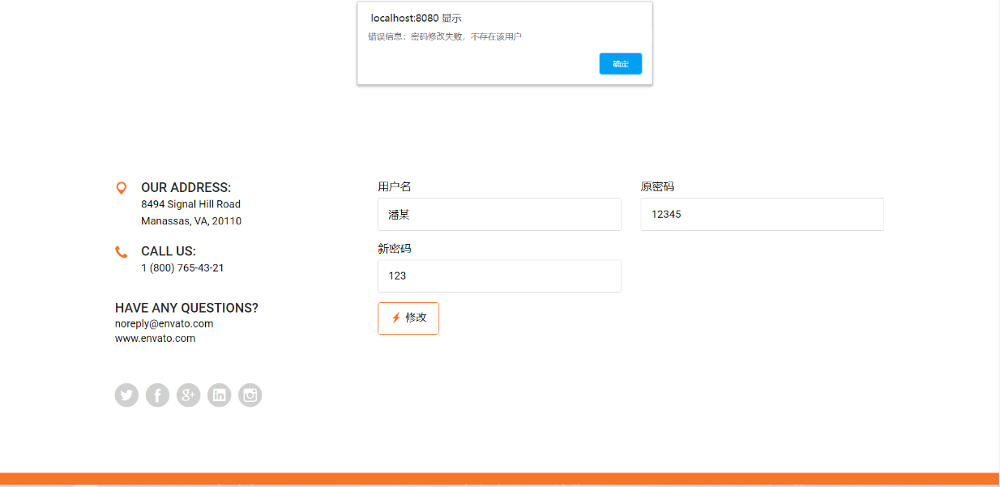 localhost:8080 显示
错误信息：密码修改失败，不存在该用户
确定
OUR ADDRESS:
8494 Signal Hill Road
Manassas, VA, 20110
CALL US:
1 (800) 765-43-21
HAVE ANY QUESTIONS?
noreply@envato.com
www.envato.com
用户名
潘某
原密码
12345
新密码
123
修改